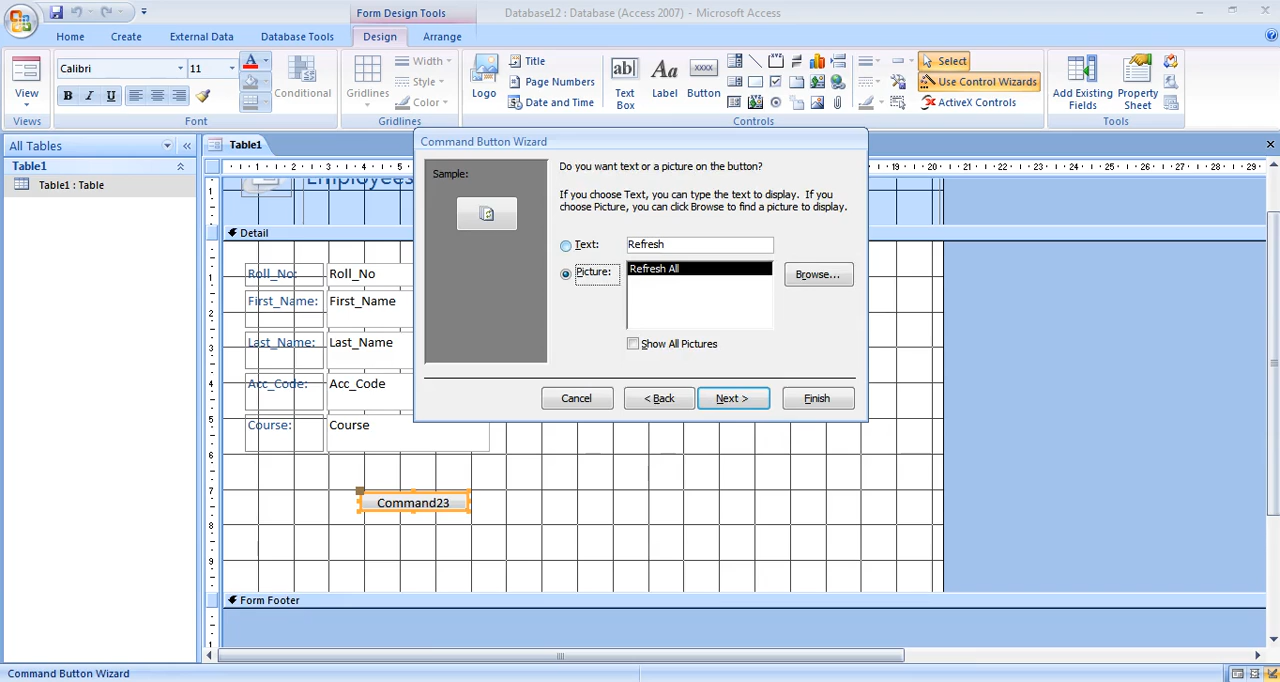 Form Design Tools
Database12 : Database (Access 2007) - Microsoft Access
Home
Create
External Data
Database Tools
Design
Arrange
View
Views
Calibri
11
B I U
A
Conditional
Font
Gridlines
Width
Style
Color
Gridlines
Logo
Title
Page Numbers
Date and Time
ab|
Text
Box
Aa
Label
XXXX
Button
Controls
Select
Use Control Wizards
ActiveX Controls
Add Existing
Fields
Property
Sheet
Tools
All Tables
Table1
Table1 : Table
Table1
Employees
Detail
Roll_No:
Roll_No
First_Name:
First_Name
Last_Name:
Last_Name
Acc_Code:
Acc_Code
Course:
Course
Command23
Form Footer
Command Button Wizard
Sample:
Do you want text or a picture on the button?
If you choose Text, you can type the text to display. If you
choose Picture, you can click Browse to find a picture to display.
Text:
Refresh
Picture:
Refresh All
Browse...
Show All Pictures
Cancel
< Back
Next >
Finish
Command Button Wizard